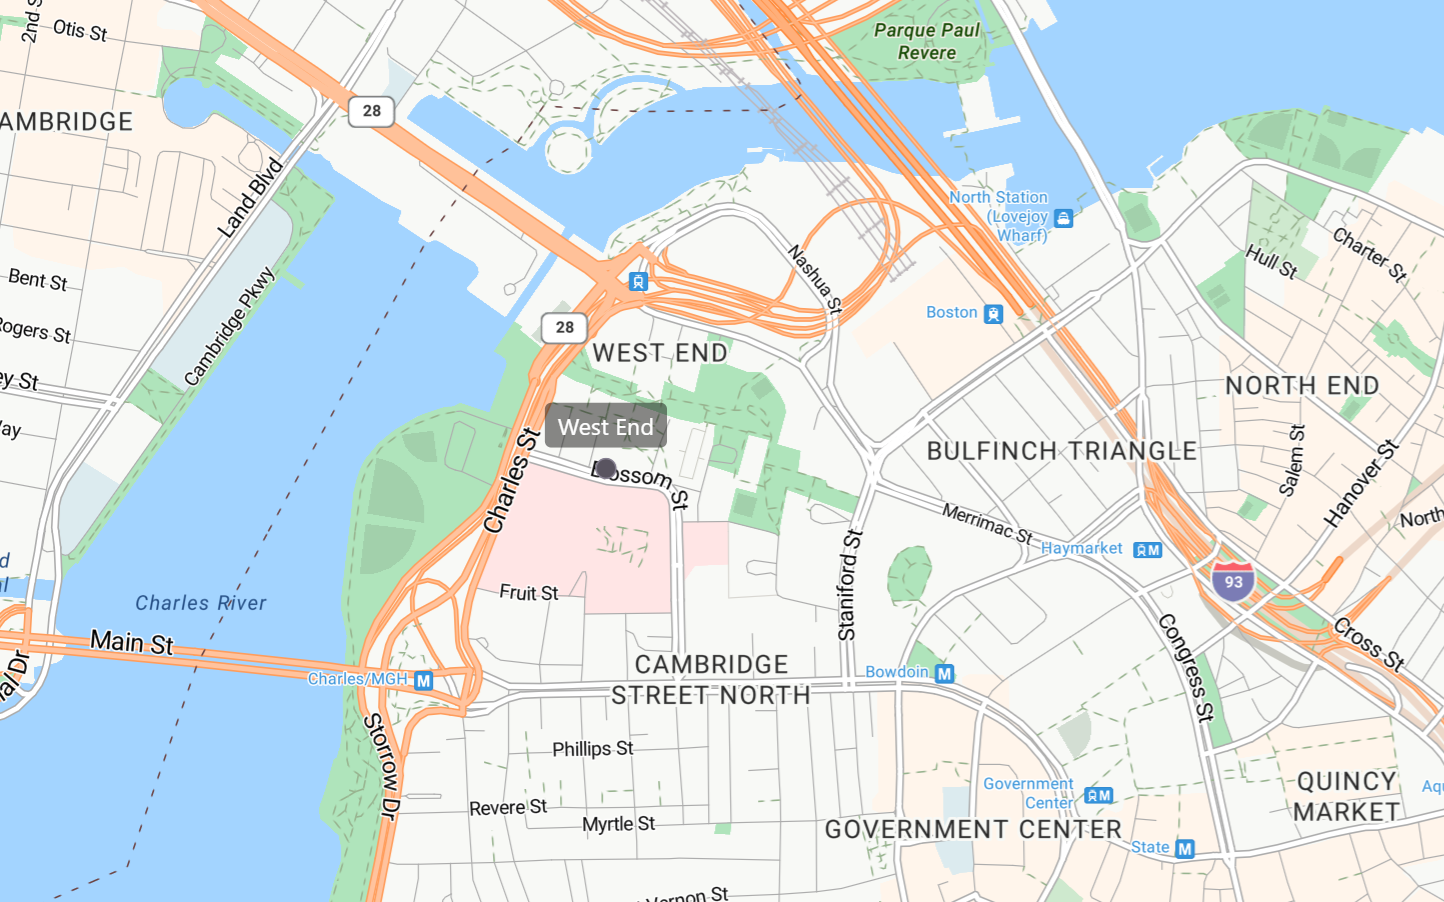 2nd S
Otis St
Parque Paul
Revere
28
AMBRIDGE
Land Blvd
North Station
(Lovejoy
Wharf)
Charter St
Hull St
Nashua St
Bent St
Cambridge Pkwy
Boston
Rogers St
28
WEST END
ey St
NORTH END
West End
BULFINCH TRIANGLE
Charles St
Blossom St
Salem St
Hanover St
North
Merrimac St
Haymarket
Staniford St
93
Fruit St
Charles River
Main St
Cross St
Congress St
CAMBRIDGE
STREET NORTH
Charles/MGH
M
Bowdoin
M
Storrow Dr
Phillips St
Government
Center
M
QUINCY
MARKET
Aqu
Revere St
Myrtle St
GOVERNMENT CENTER
State
M
Vernon St